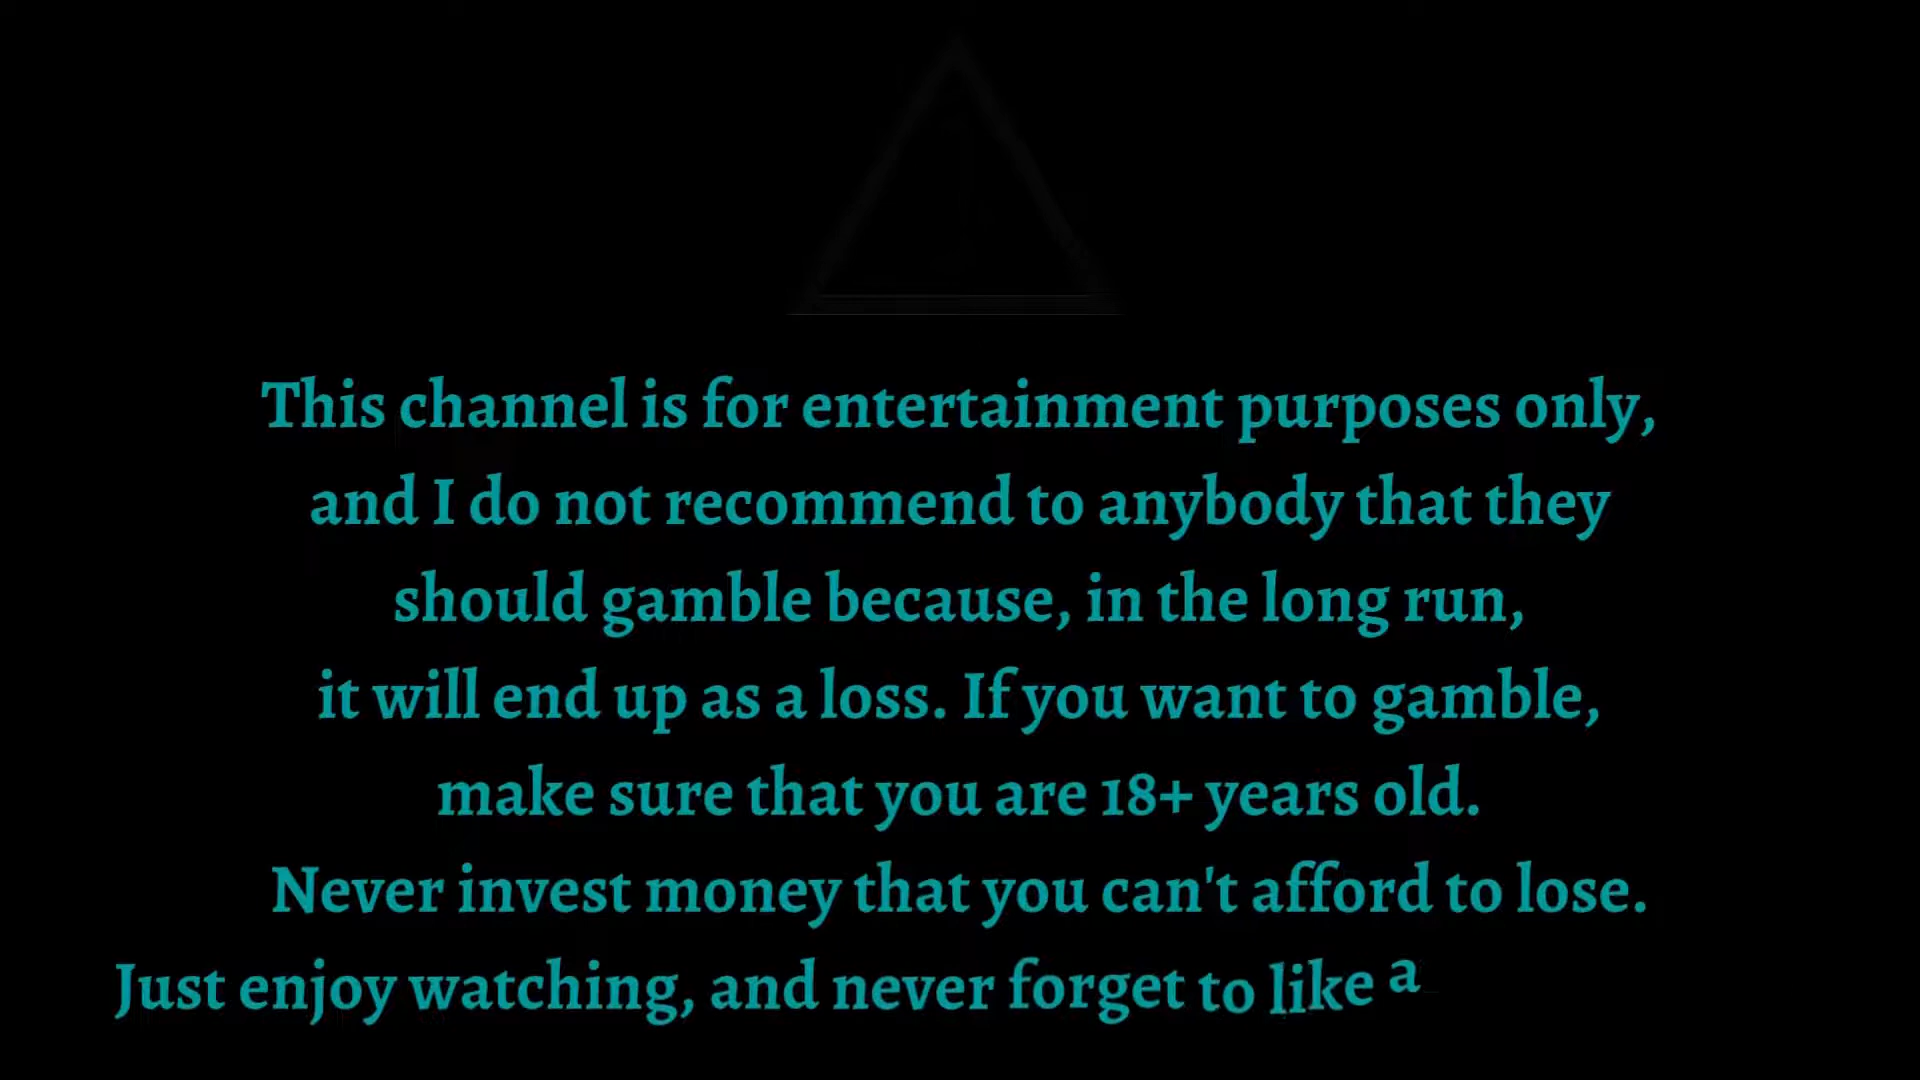 This channel is for entertainment purposes only,
and I do not recommend to anybody that they
should gamble because, in the long run,
it will end up as a loss. If you want to gamble,
make sure that you are 18+ years old.
Never invest money that you can't afford to lose.
Just enjoy watching, and never forget to like a